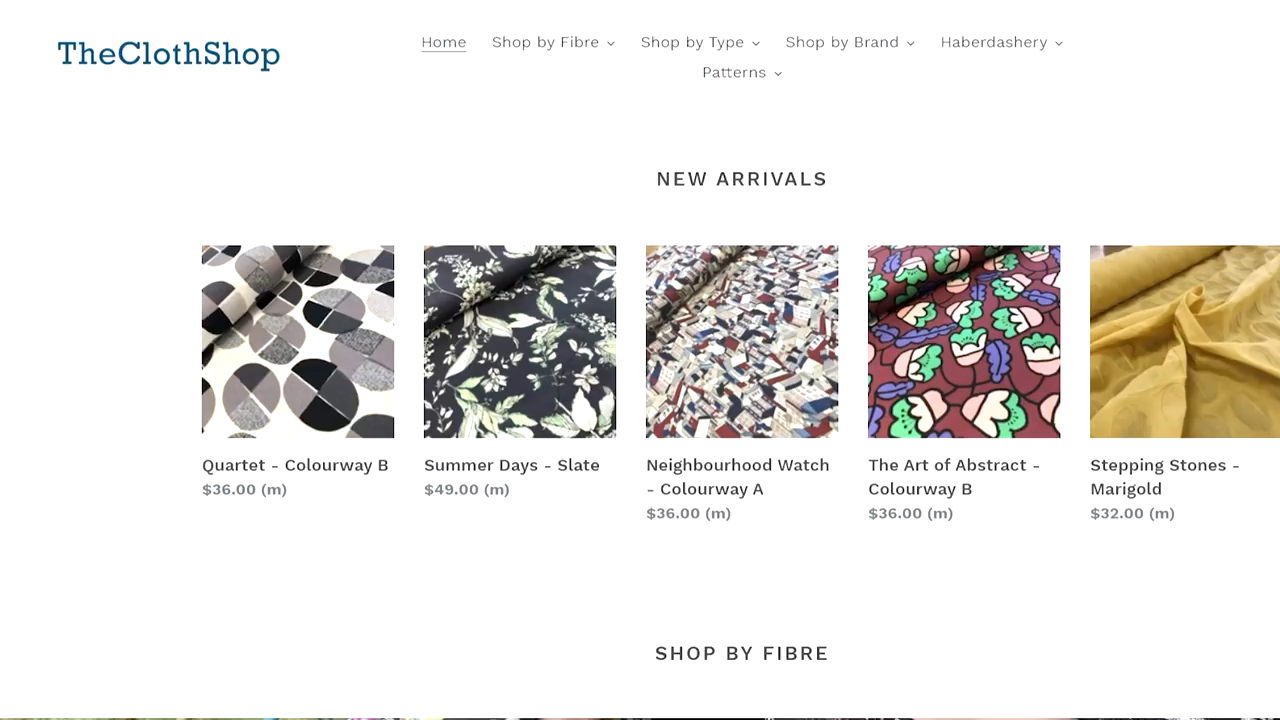 TheClothShop
Home
Shop by Fibre
Shop by Type
Shop by Brand
Haberdashery
Patterns
NEW ARRIVALS
Quartet - Colourway B
$36.00 (m)
Summer Days - Slate
$49.00 (m)
Neighbourhood Watch
- Colourway A
$36.00 (m)
The Art of Abstract -
Colourway B
$36.00 (m)
Stepping Stones -
Marigold
$32.00 (m)
SHOP BY FIBRE